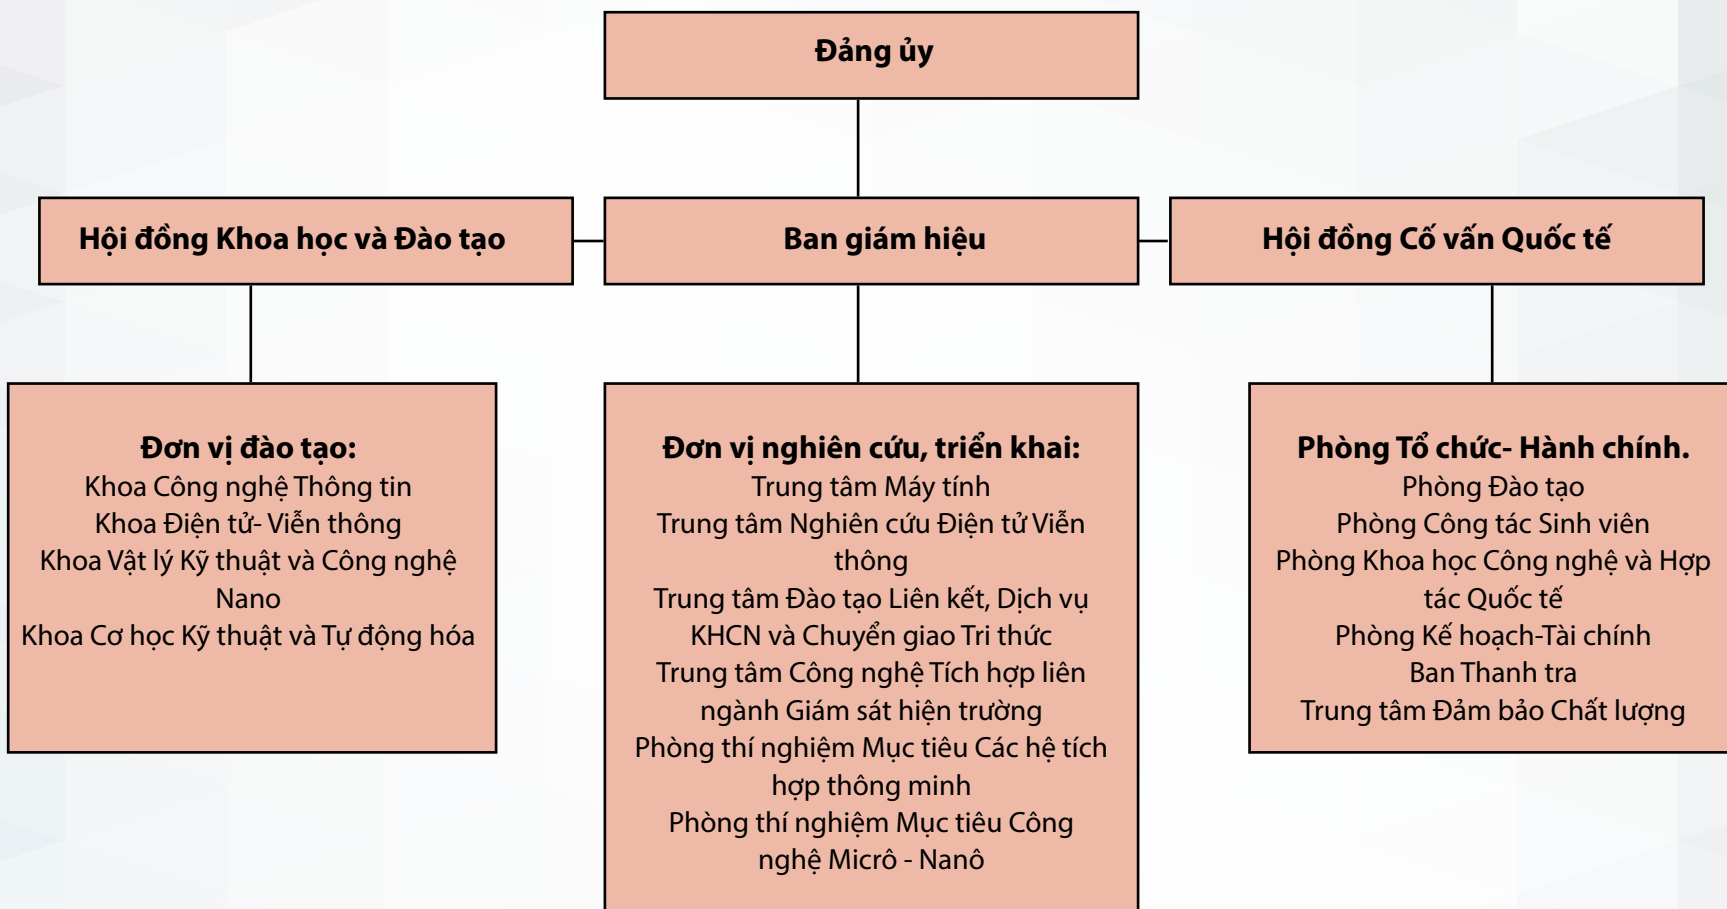 Đảng ủy
Hội đồng Khoa học và Đào tạo
Ban giám hiệu
Hội đồng Cố vấn Quốc tế
Đơn vị đào tạo:
Khoa Công nghệ Thông tin
Khoa Điện tử- Viễn thông
Khoa Vật lý Kỹ thuật và Công nghệ
Nano
Khoa Cơ học Kỹ thuật và Tự động hóa
Đơn vị nghiên cứu, triển khai:
Trung tâm Máy tính
Trung tâm Nghiên cứu Điện tử Viễn
thông
Trung tâm Đào tạo Liên kết, Dịch vụ
KHCN và Chuyển giao Tri thức
Trung tâm Công nghệ Tích hợp liên
ngành Giám sát hiện trường
Phòng thí nghiệm Mục tiêu Các hệ tích
hợp thông minh
Phòng thí nghiệm Mục tiêu Công
nghệ Micrô - Nanô
Phòng Tổ chức- Hành chính.
Phòng Đào tạo
Phòng Công tác Sinh viên
Phòng Khoa học Công nghệ và Hợp
tác Quốc tế
Phòng Kế hoạch-Tài chính
Ban Thanh tra
Trung tâm Đảm bảo Chất lượng